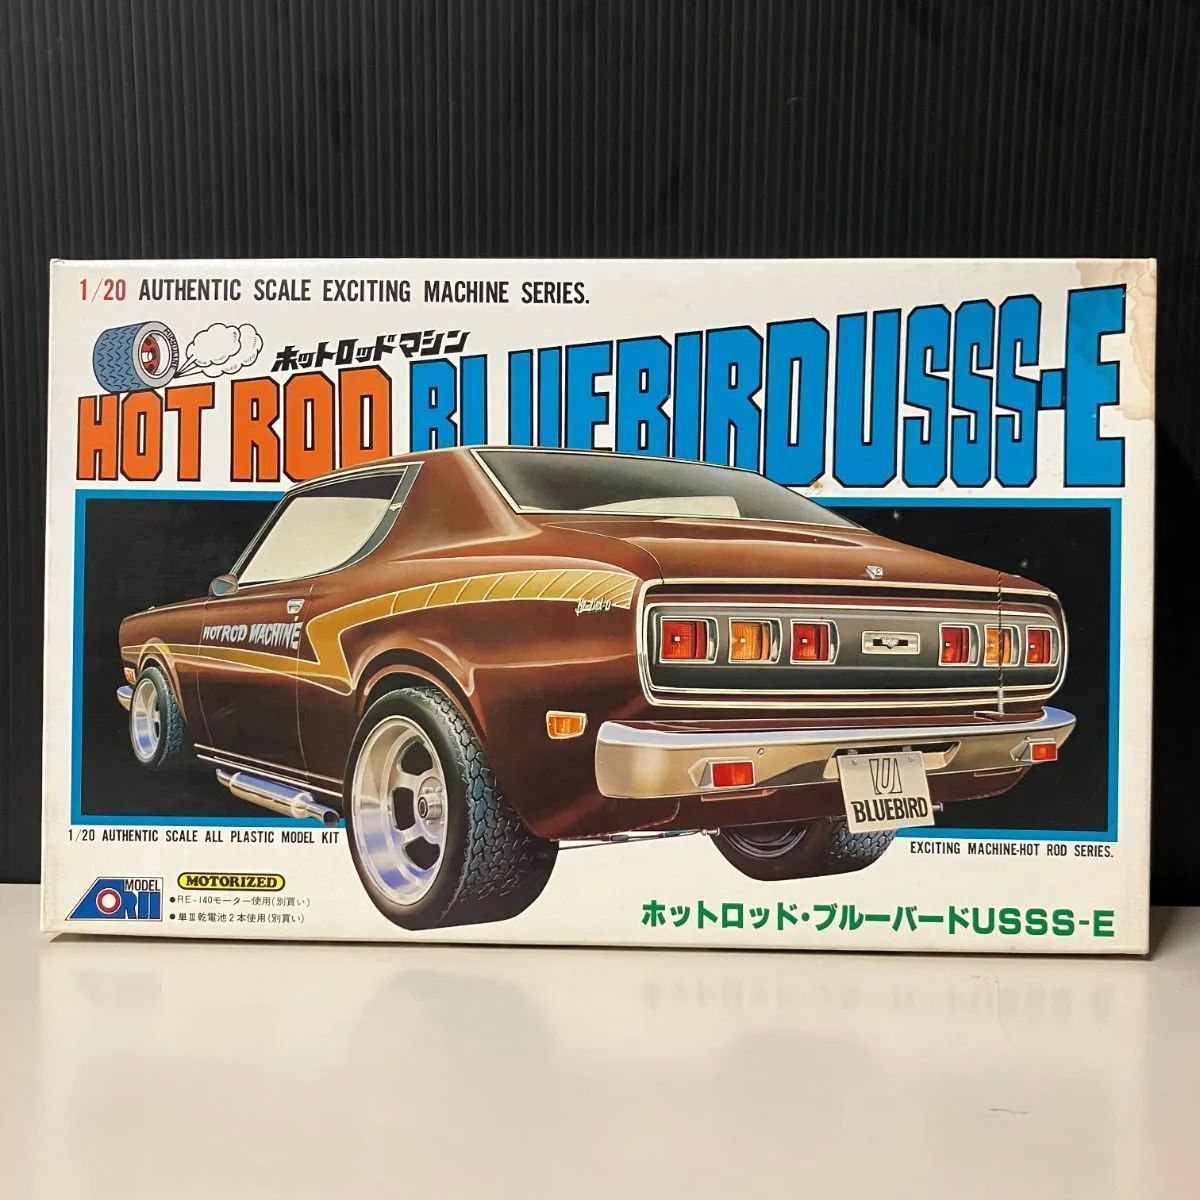 1/20 AUTHENTIC SCALE EXCITING MACHINE SERIES.
ホットロッドマシン
HOT ROD BLUEBIRD USSS-E
HOT ROD MACHINE
Bluebird-U
U
BLUEBIRD
1/20 AUTHENTIC SCALE ALL PLASTIC MODEL KIT
EXCITING MACHINE-HOT ROD SERIES.
MODEL
ARII
MOTORIZED
●RE-140モーター使用(別買い)
●単Ⅲ乾電池2本使用(別買い)
ホットロッド・ブルーバードUSSS-E